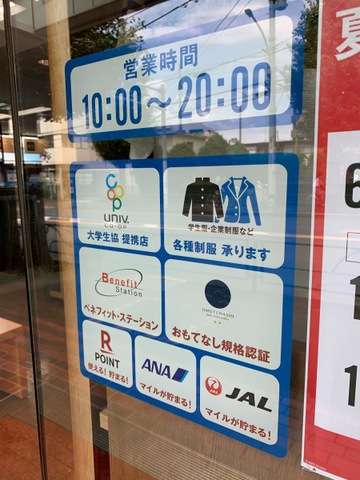 営業時間
10:00～20:00
univ.
CO-OP
大学生協 提携店
学生服・企業制服など
各種制服 承ります
Benefit
Station
ベネフィット・ステーション
OMOTENASHI
おもてなし規格認証
R
POINT
使える! 貯まる!
ANA
マイルが貯まる!
JAL
マイルが貯まる!
夏